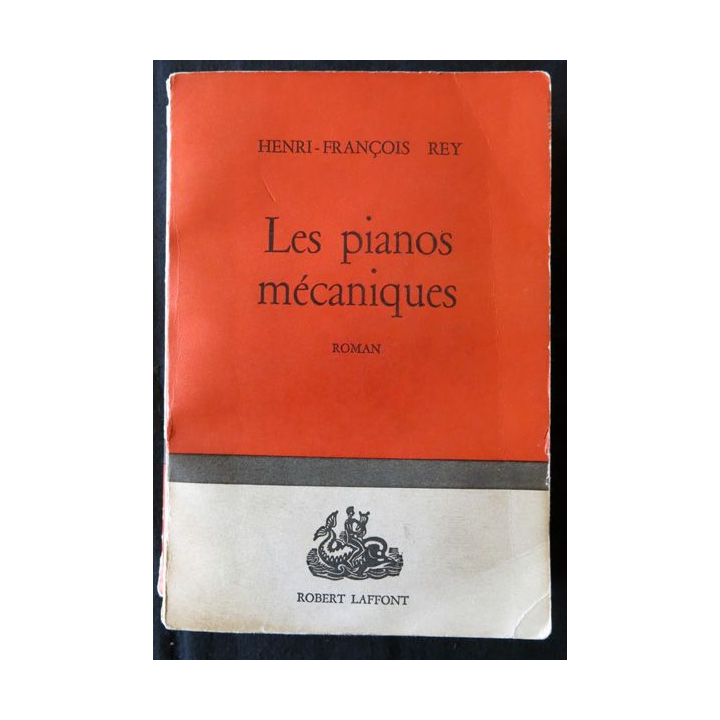 HENRI-FRANÇOIS REY
Les pianos
mécaniques
ROMAN
ROBERT LAFFONT